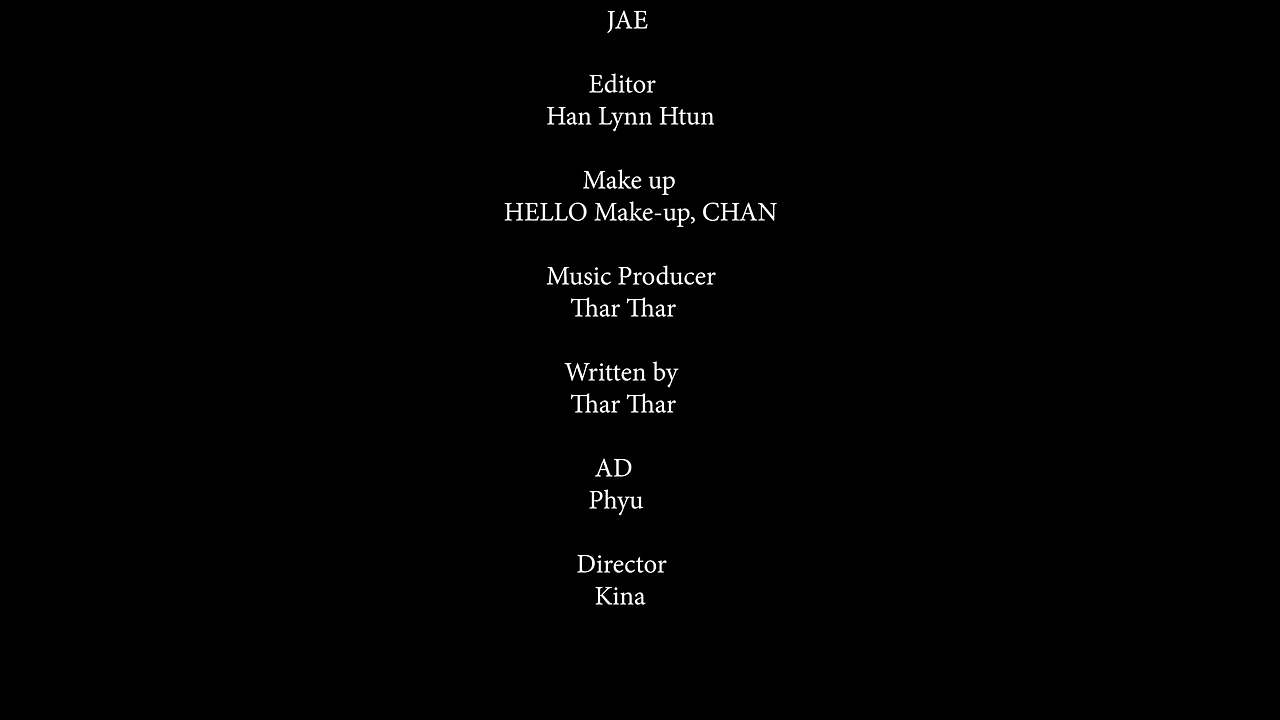 JAE
Editor
Han Lynn Htun
Make up
HELLO Make-up, CHAN
Music Producer
Thar Thar
Written by
Thar Thar
AD
Phyu
Director
Kina